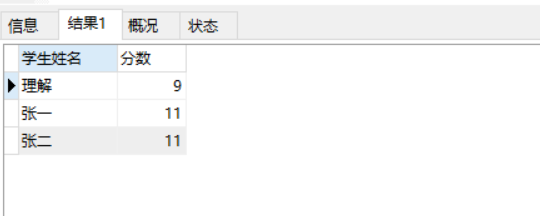 信息 结果1 概况 状态
学生姓名 分数
理解 9
张一 11
张二 11